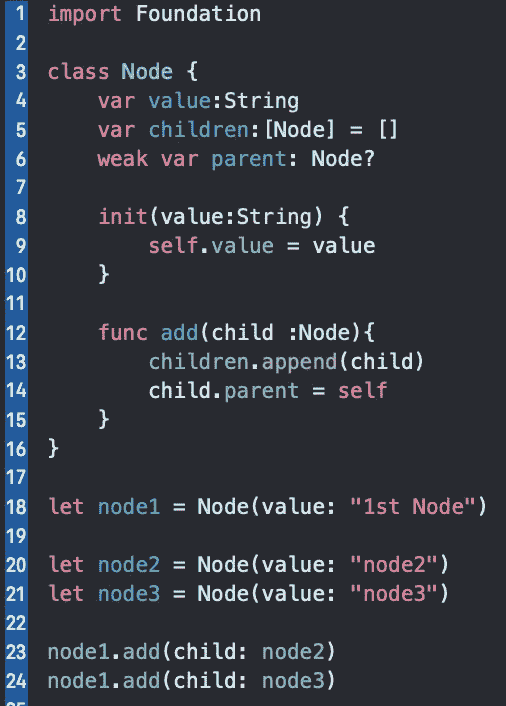 1 import Foundation
2
3 class Node {
4     var value:String
5     var children:[Node] = []
6     weak var parent: Node?
7
8     init(value:String) {
9         self.value = value
10     }
11
12     func add(child :Node){
13         children.append(child)
14         child.parent = self
15     }
16 }
17
18 let node1 = Node(value: "1st Node")
19
20 let node2 = Node(value: "node2")
21 let node3 = Node(value: "node3")
22
23 node1.add(child: node2)
24 node1.add(child: node3)